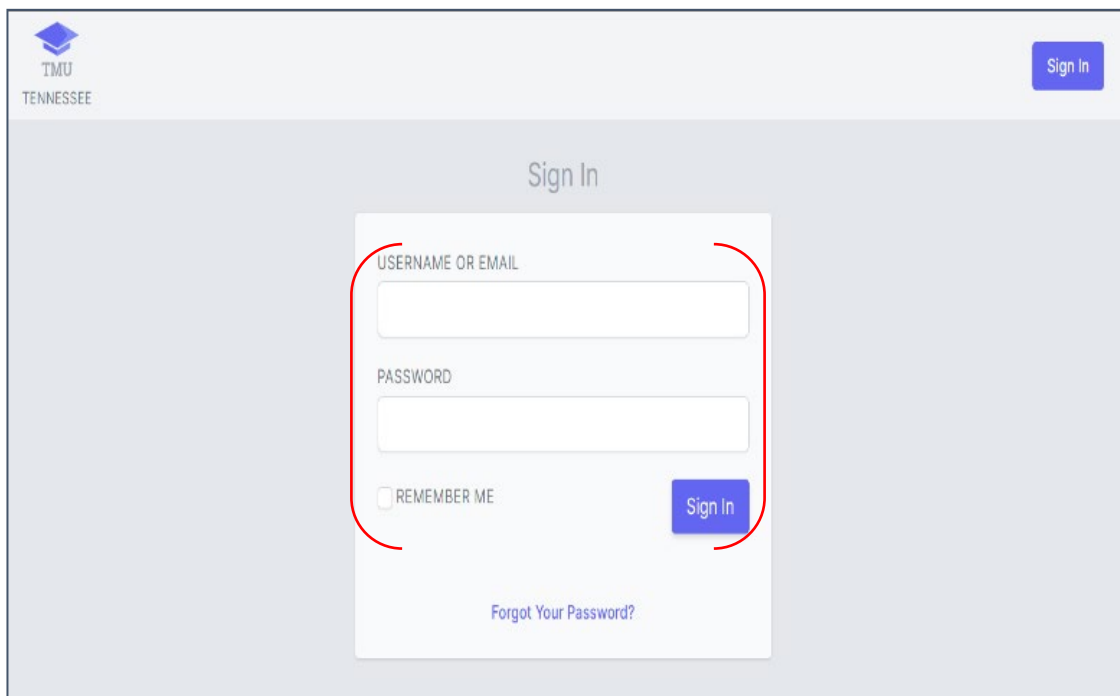 TMU
TENNESSEE
Sign In
Sign In
USERNAME OR EMAIL
PASSWORD
REMEMBER ME
Sign In
Forgot Your Password?